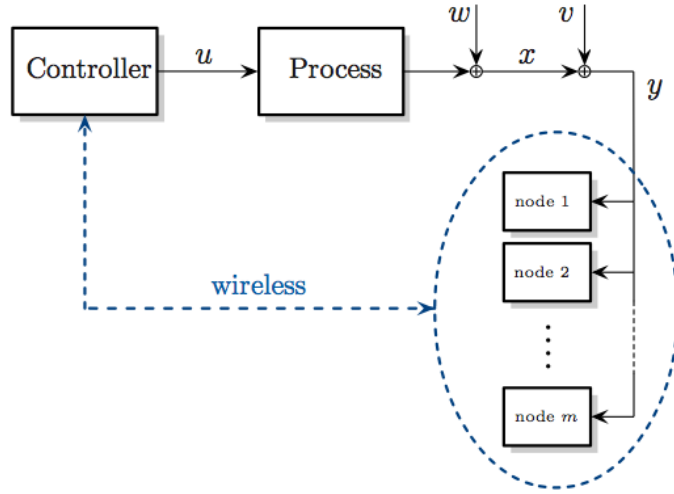 w
v
Controller
u
Process
x
y
node 1
node 2
wireless
node m